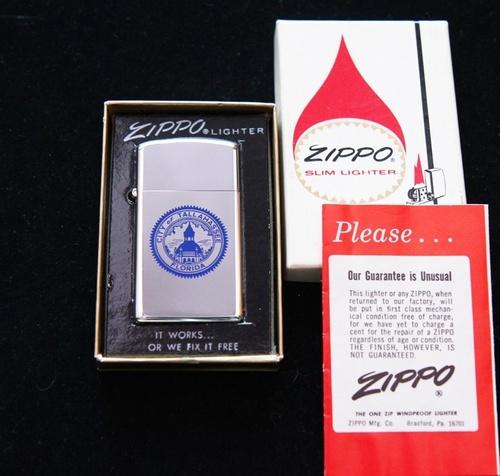 ZIPPO® LIGHTER
CITY OF TALLAHASSEE
FLORIDA
IT WORKS...
OR WE FIX IT FREE
ZIPPO®
SLIM LIGHTER
Please...
Our Guarantee is Unusual
This lighter or any ZIPPO, when
returned to our factory, will
be put in first class mechan-
ical condition free of charge,
for we have yet to charge a
cent for the repair of a ZIPPO
regardless of age or condition.
THE FINISH, HOWEVER, IS
NOT GUARANTEED.
ZIPPO®
THE ONE ZIP WINDPROOF LIGHTER
ZIPPO Mfg. Co. Bradford, Pa. 16701